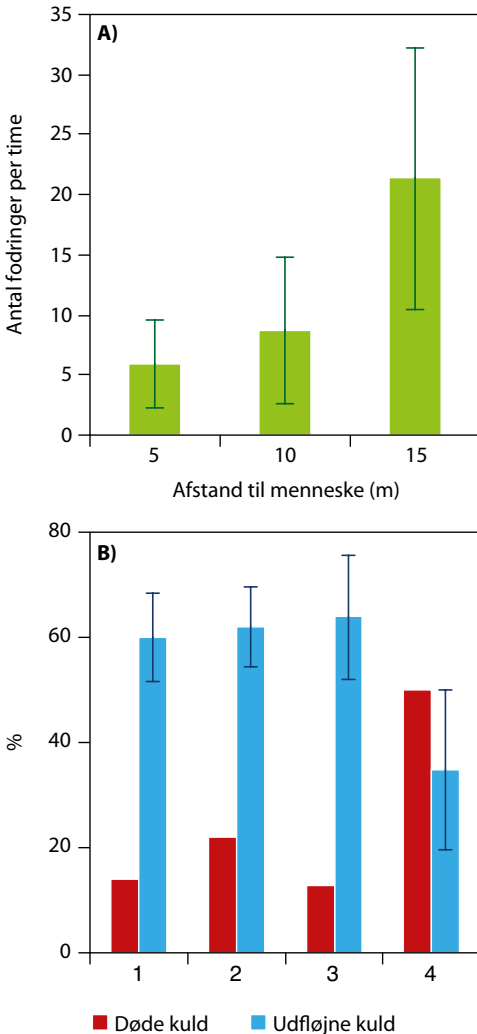 A)
35
30
25
20
15
10
5
0
Antal fodringer per time
5 10 15
Afstand til menneske (m)
B)
80
60
40
20
0
%
1 2 3 4
Døde kuld Udfløjne kuld